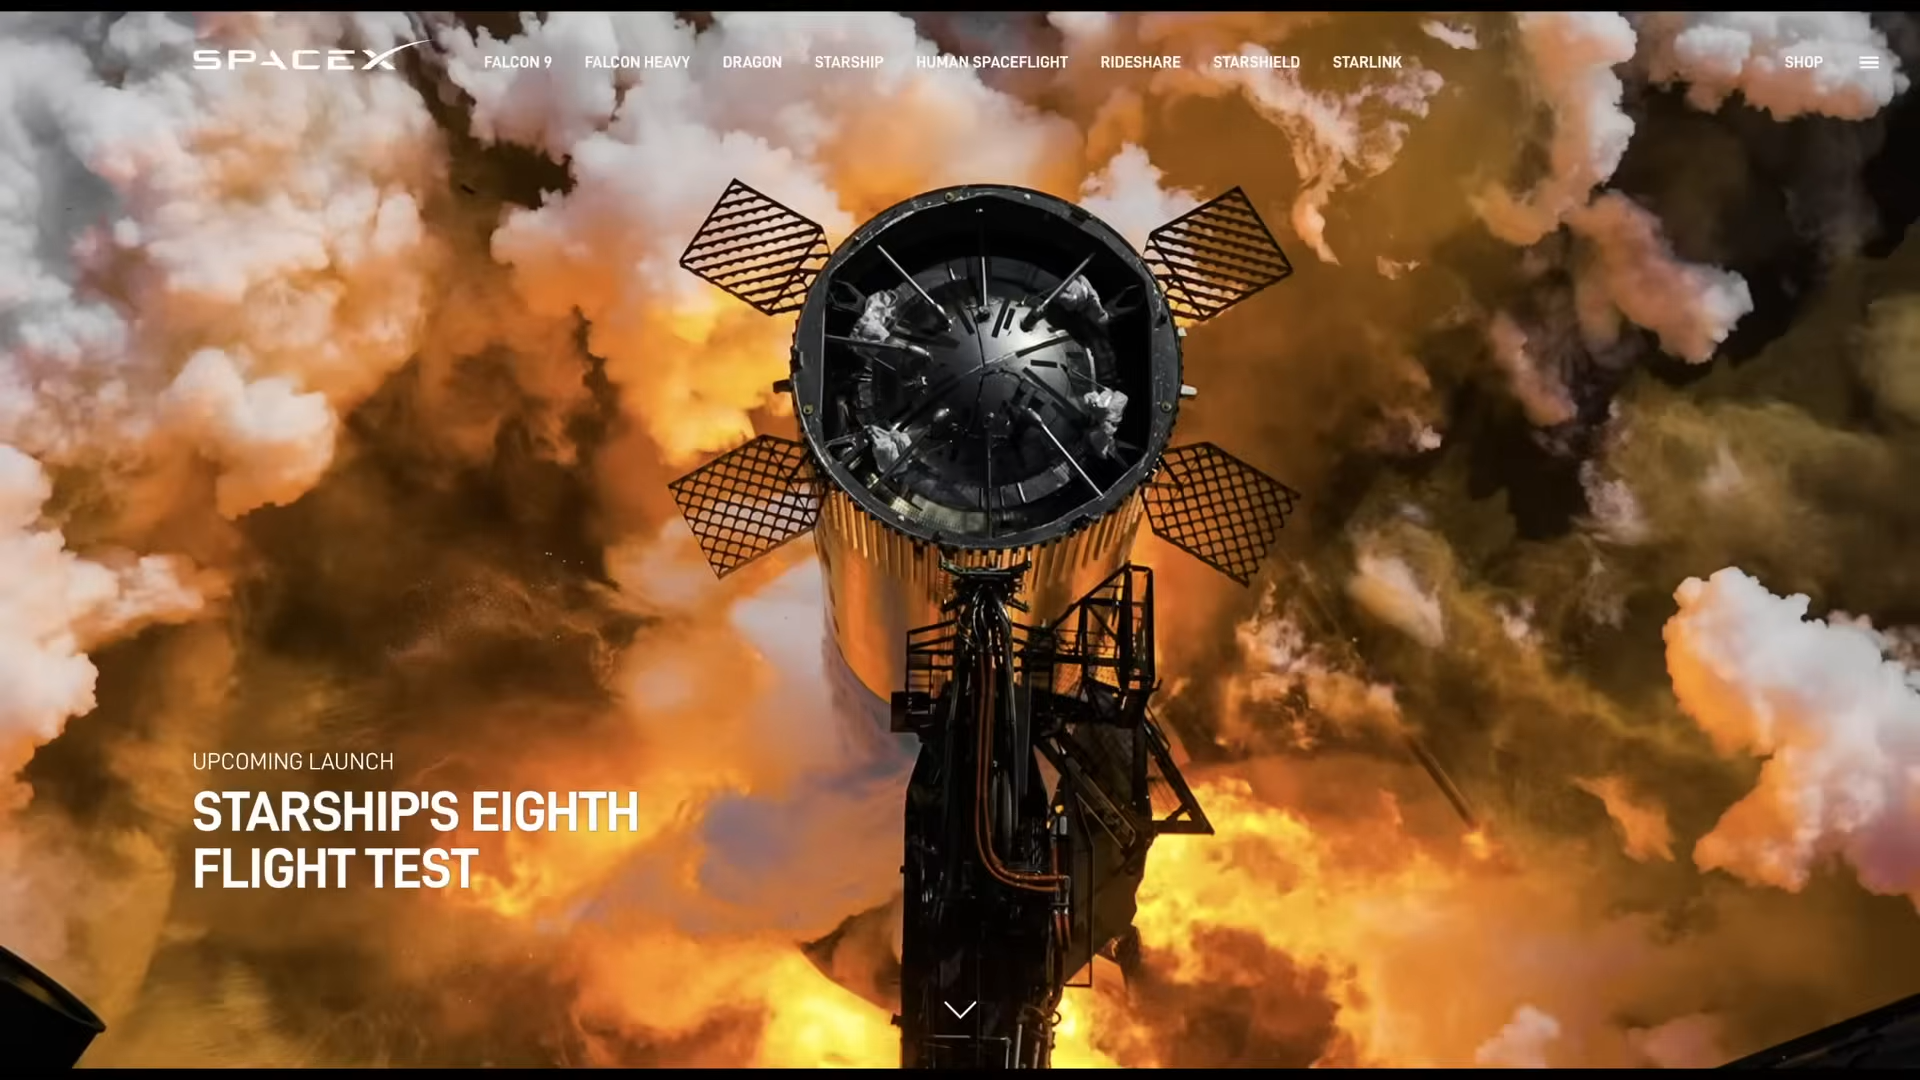 SPACEX
FALCON 9 FALCON HEAVY DRAGON STARSHIP HUMAN SPACEFLIGHT RIDESHARE STARSHIELD STARLINK SHOP
UPCOMING LAUNCH
STARSHIP'S EIGHTH
FLIGHT TEST